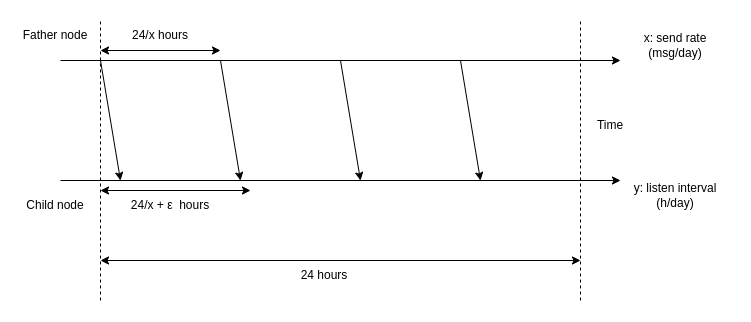 Father node
24/x hours
x: send rate
(msg/day)
Time
Child node
24/x + ε hours
y: listen interval
(h/day)
24 hours